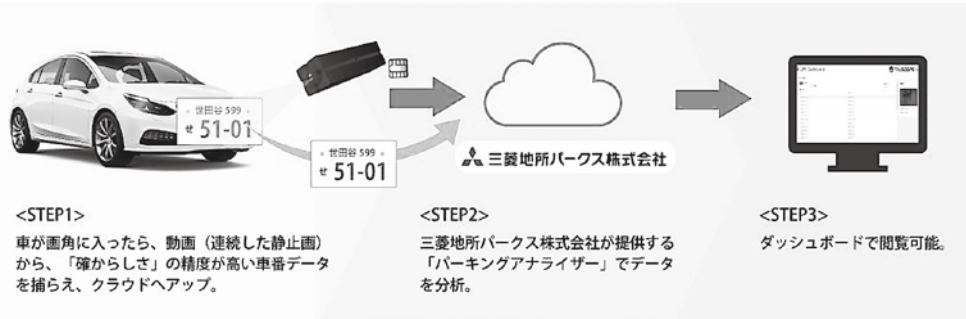 世田谷 599
せ 51-01
世田谷 599
せ 51-01
三菱地所パークス株式会社
<STEP1>
車が画角に入ったら、動画（連続した静止画）
から、「確からしさ」の精度が高い車番データ
を捕らえ、クラウドへアップ。
<STEP2>
三菱地所パークス株式会社が提供する
「パーキングアナライザー」でデータ
を分析。
<STEP3>
ダッシュボードで閲覧可能。